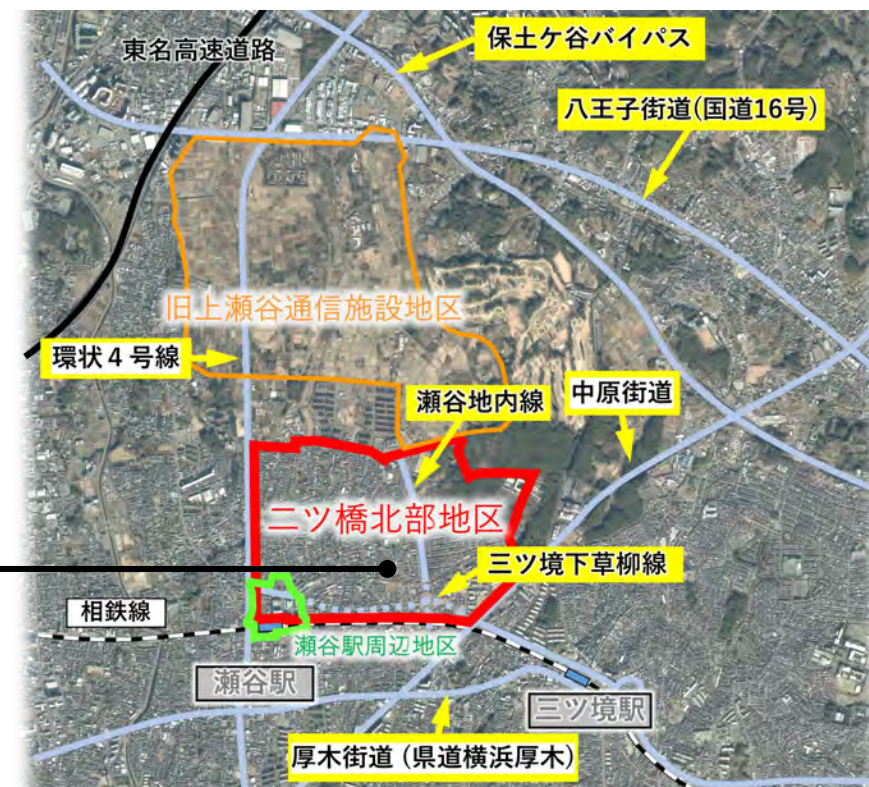 保土ケ谷バイパス
東名高速道路
八王子街道(国道16号)
旧上瀬谷通信施設地区
環状４号線
瀬谷地内線
中原街道
二ツ橋北部地区
三ツ境下草柳線
相鉄線
瀬谷駅周辺地区
瀬谷駅
三ツ境駅
厚木街道 (県道横浜厚木)